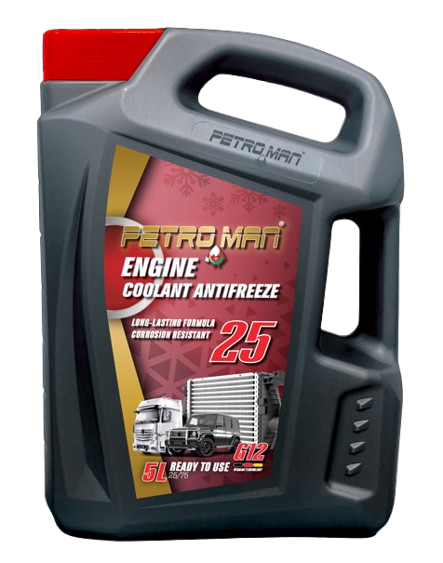 PETRO MAN
PETRO MAN®
ENGINE
COOLANT ANTIFREEZE
LONG-LASTING FORMULA
CORROSION RESISTANT
25
G12
5L READY TO USE
25/75